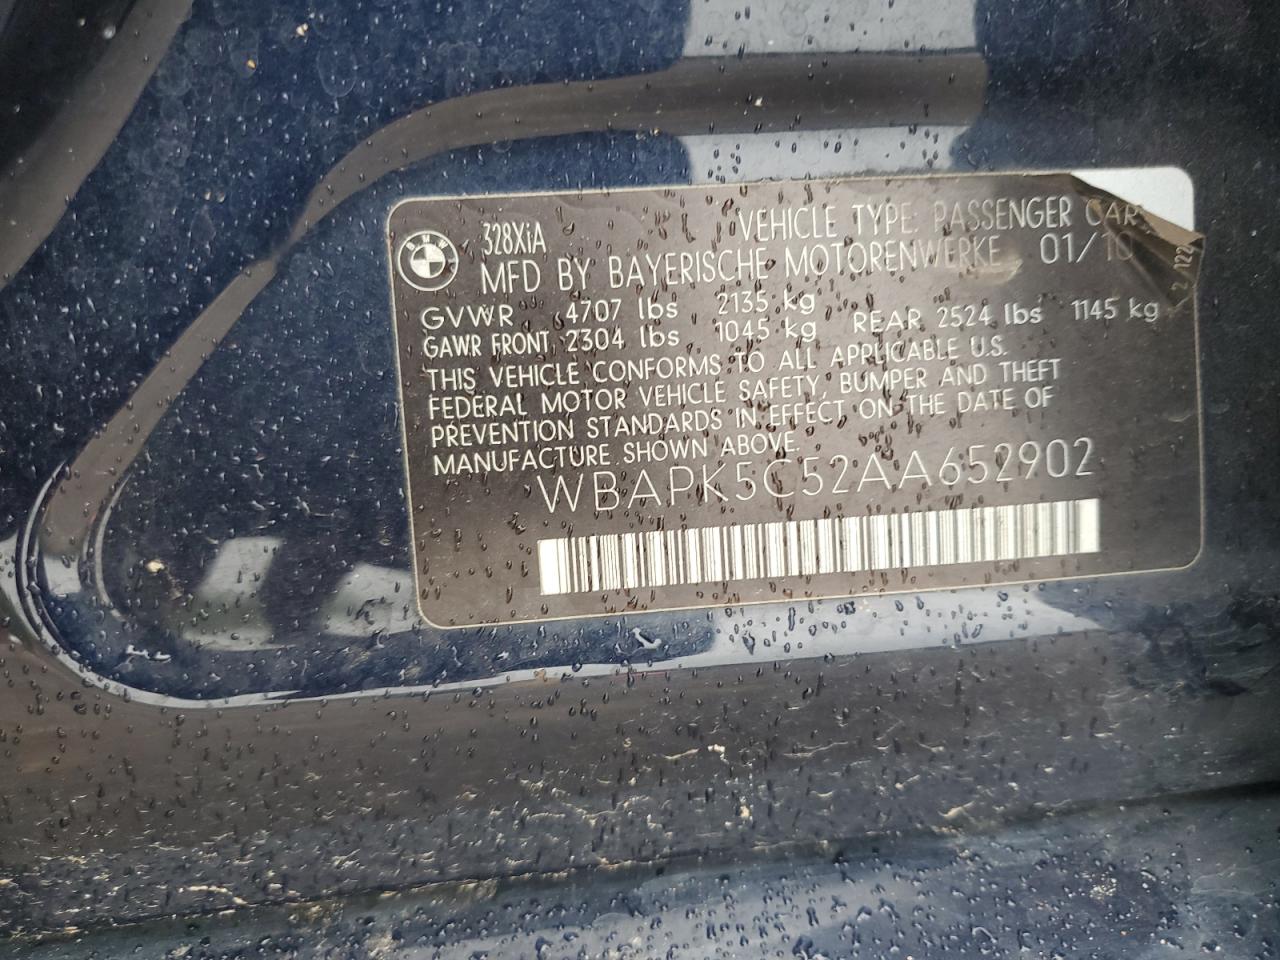 BMW
328XiA
VEHICLE TYPE: PASSENGER CAR
MFD BY BAYERISCHE MOTORENWERKE 01/10
GVWR 4707 lbs 2135 kg
GAWR FRONT 2304 lbs 1045 kg REAR 2524 lbs 1145 kg
THIS VEHICLE CONFORMS TO ALL APPLICABLE U.S.
FEDERAL MOTOR VEHICLE SAFETY, BUMPER AND THEFT
PREVENTION STANDARDS IN EFFECT ON THE DATE OF
MANUFACTURE SHOWN ABOVE.
WBAPK5C52AA652902